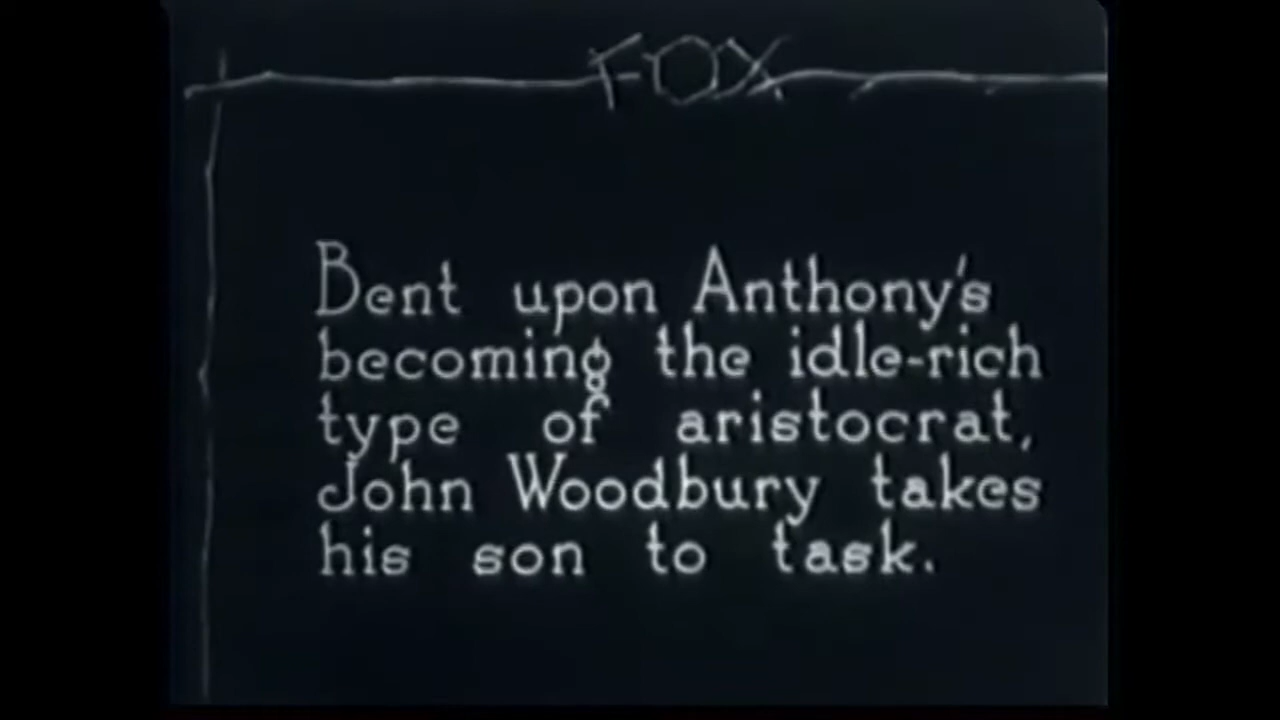 FOX
Bent upon Anthony's
becoming the idle-rich
type of aristocrat,
John Woodbury takes
his son to task.